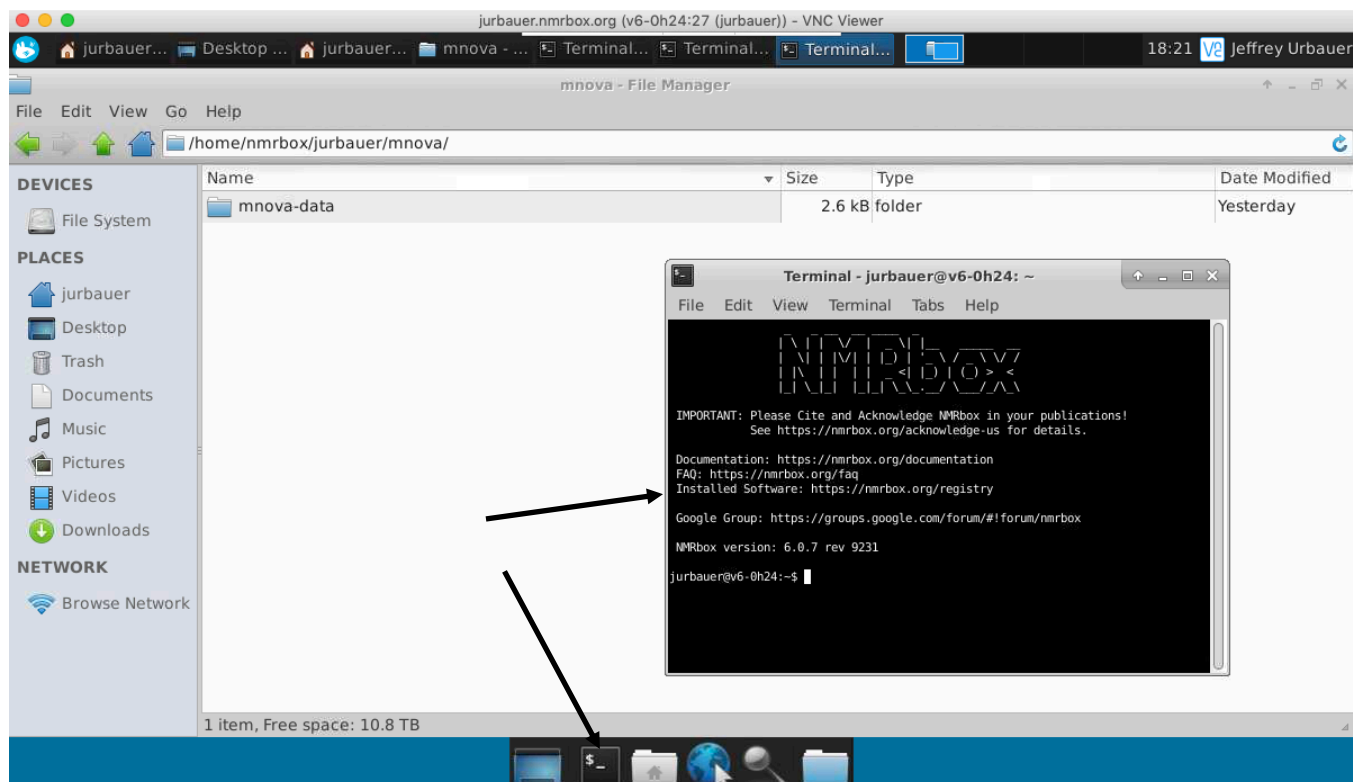 jurbauer.nmrbox.org (v6-0h24:27 (jurbauer)) - VNC Viewer
jurbauer... Desktop ... jurbauer... mnova - ... Terminal... Terminal... Terminal... 18:21 V2 Jeffrey Urbauer
mnova - File Manager
File Edit View Go Help
/home/nmrbox/jurbauer/mnova/
DEVICES
File System
PLACES
jurbauer
Desktop
Trash
Documents
Music
Pictures
Videos
Downloads
NETWORK
Browse Network
Name Size Type Date Modified
mnova-data 2.6 kB folder Yesterday
Terminal - jurbauer@v6-0h24: ~
File Edit View Terminal Tabs Help
NMRbox
IMPORTANT: Please Cite and Acknowledge NMRbox in your publications!
See https://nmrbox.org/acknowledge-us for details.
Documentation: https://nmrbox.org/documentation
FAQ: https://nmrbox.org/faq
Installed Software: https://nmrbox.org/registry
Google Group: https://groups.google.com/forum/#!forum/nmrbox
NMRbox version: 6.0.7 rev 9231
jurbauer@v6-0h24:~$
1 item, Free space: 10.8 TB
$_